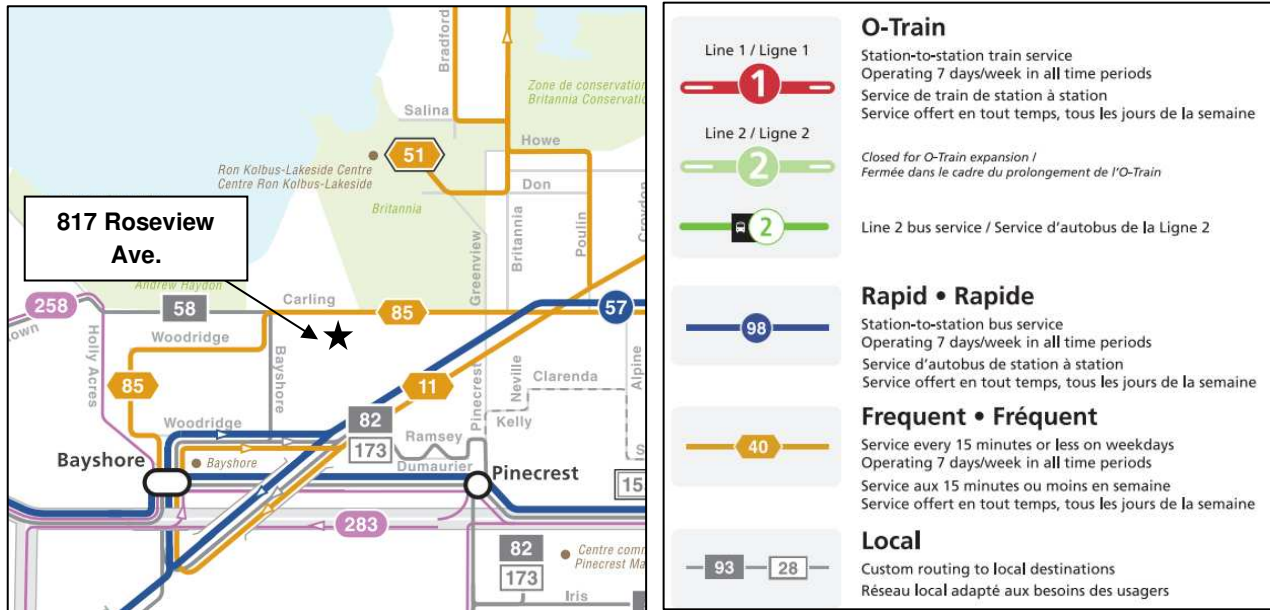 Bradford
Zone de conservation
Britannia Conservati
Salina
Howe
51
Ron Kolbus-Lakeside Centre
Centre Ron Kolbus-Lakeside
Don
Britannia
Greenview
Britannia
Poulin
Croydon
817 Roseview
Ave.
Andrew Haydon
258
58
Carling
85
57
town
Holly Acres
Woodridge
Bayshore
85
11
Pinecrest
Neville
Clarenda
Alpine
Kelly
Woodridge
82
173
Ramsey
Dumaurier
S
Bayshore
Bayshore
Pinecrest
15
283
82
173
Centre comm
Pinecrest Ma
Iris
O-Train
Line 1 / Ligne 1
1
Station-to-station train service
Operating 7 days/week in all time periods
Service de train de station à station
Service offert en tout temps, tous les jours de la semaine
Line 2 / Ligne 2
2
Closed for O-Train expansion /
Fermée dans le cadre du prolongement de l'O-Train
2
Line 2 bus service / Service d'autobus de la Ligne 2
Rapid • Rapide
98
Station-to-station bus service
Operating 7 days/week in all time periods
Service d'autobus de station à station
Service offert en tout temps, tous les jours de la semaine
Frequent • Fréquent
40
Service every 15 minutes or less on weekdays
Operating 7 days/week in all time periods
Service aux 15 minutes ou moins en semaine
Service offert en tout temps, tous les jours de la semaine
Local
93
28
Custom routing to local destinations
Réseau local adapté aux besoins des usagers